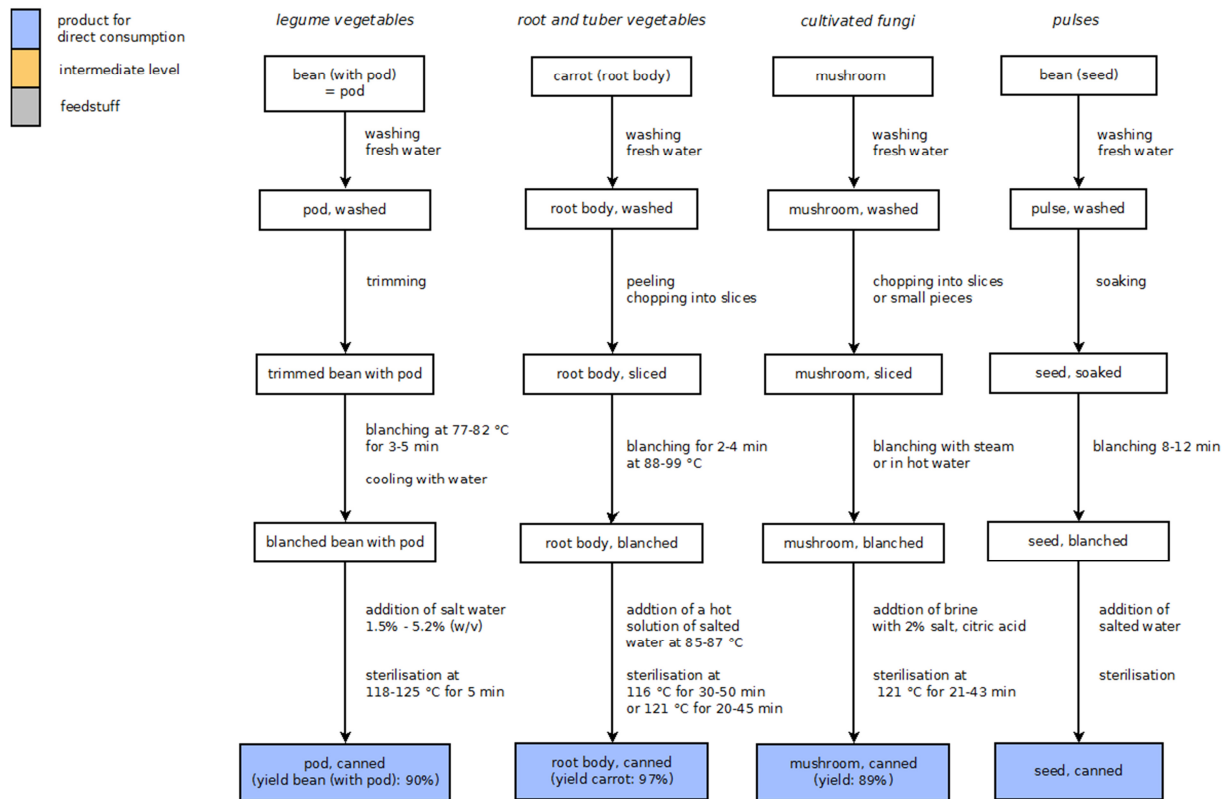 product for
direct consumption
intermediate level
feedstuff
legume vegetables
root and tuber vegetables
cultivated fungi
pulses
bean (with pod)
= pod
carrot (root body)
mushroom
bean (seed)
washing
fresh water
washing
fresh water
washing
fresh water
washing
fresh water
pod, washed
root body, washed
mushroom, washed
pulse, washed
trimming
peeling
chopping into slices
chopping into slices
or small pieces
soaking
trimmed bean with pod
root body, sliced
mushroom, sliced
seed, soaked
blanching at 77-82 °C
for 3-5 min
cooling with water
blanching for 2-4 min
at 88-99 °C
blanching with steam
or in hot water
blanching 8-12 min
blanched bean with pod
root body, blanched
mushroom, blanched
seed, blanched
addition of salt water
1.5% - 5.2% (w/v)
sterilisation at
118-125 °C for 5 min
addtion of a hot
solution of salted
water at 85-87 °C
sterilisation at
116 °C for 30-50 min
or 121 °C for 20-45 min
addtion of brine
with 2% salt, citric acid
sterilisation at
121 °C for 21-43 min
addition of
salted water
sterilisation
pod, canned
(yield bean (with pod): 90%)
root body, canned
(yield carrot: 97%)
mushroom, canned
(yield: 89%)
seed, canned